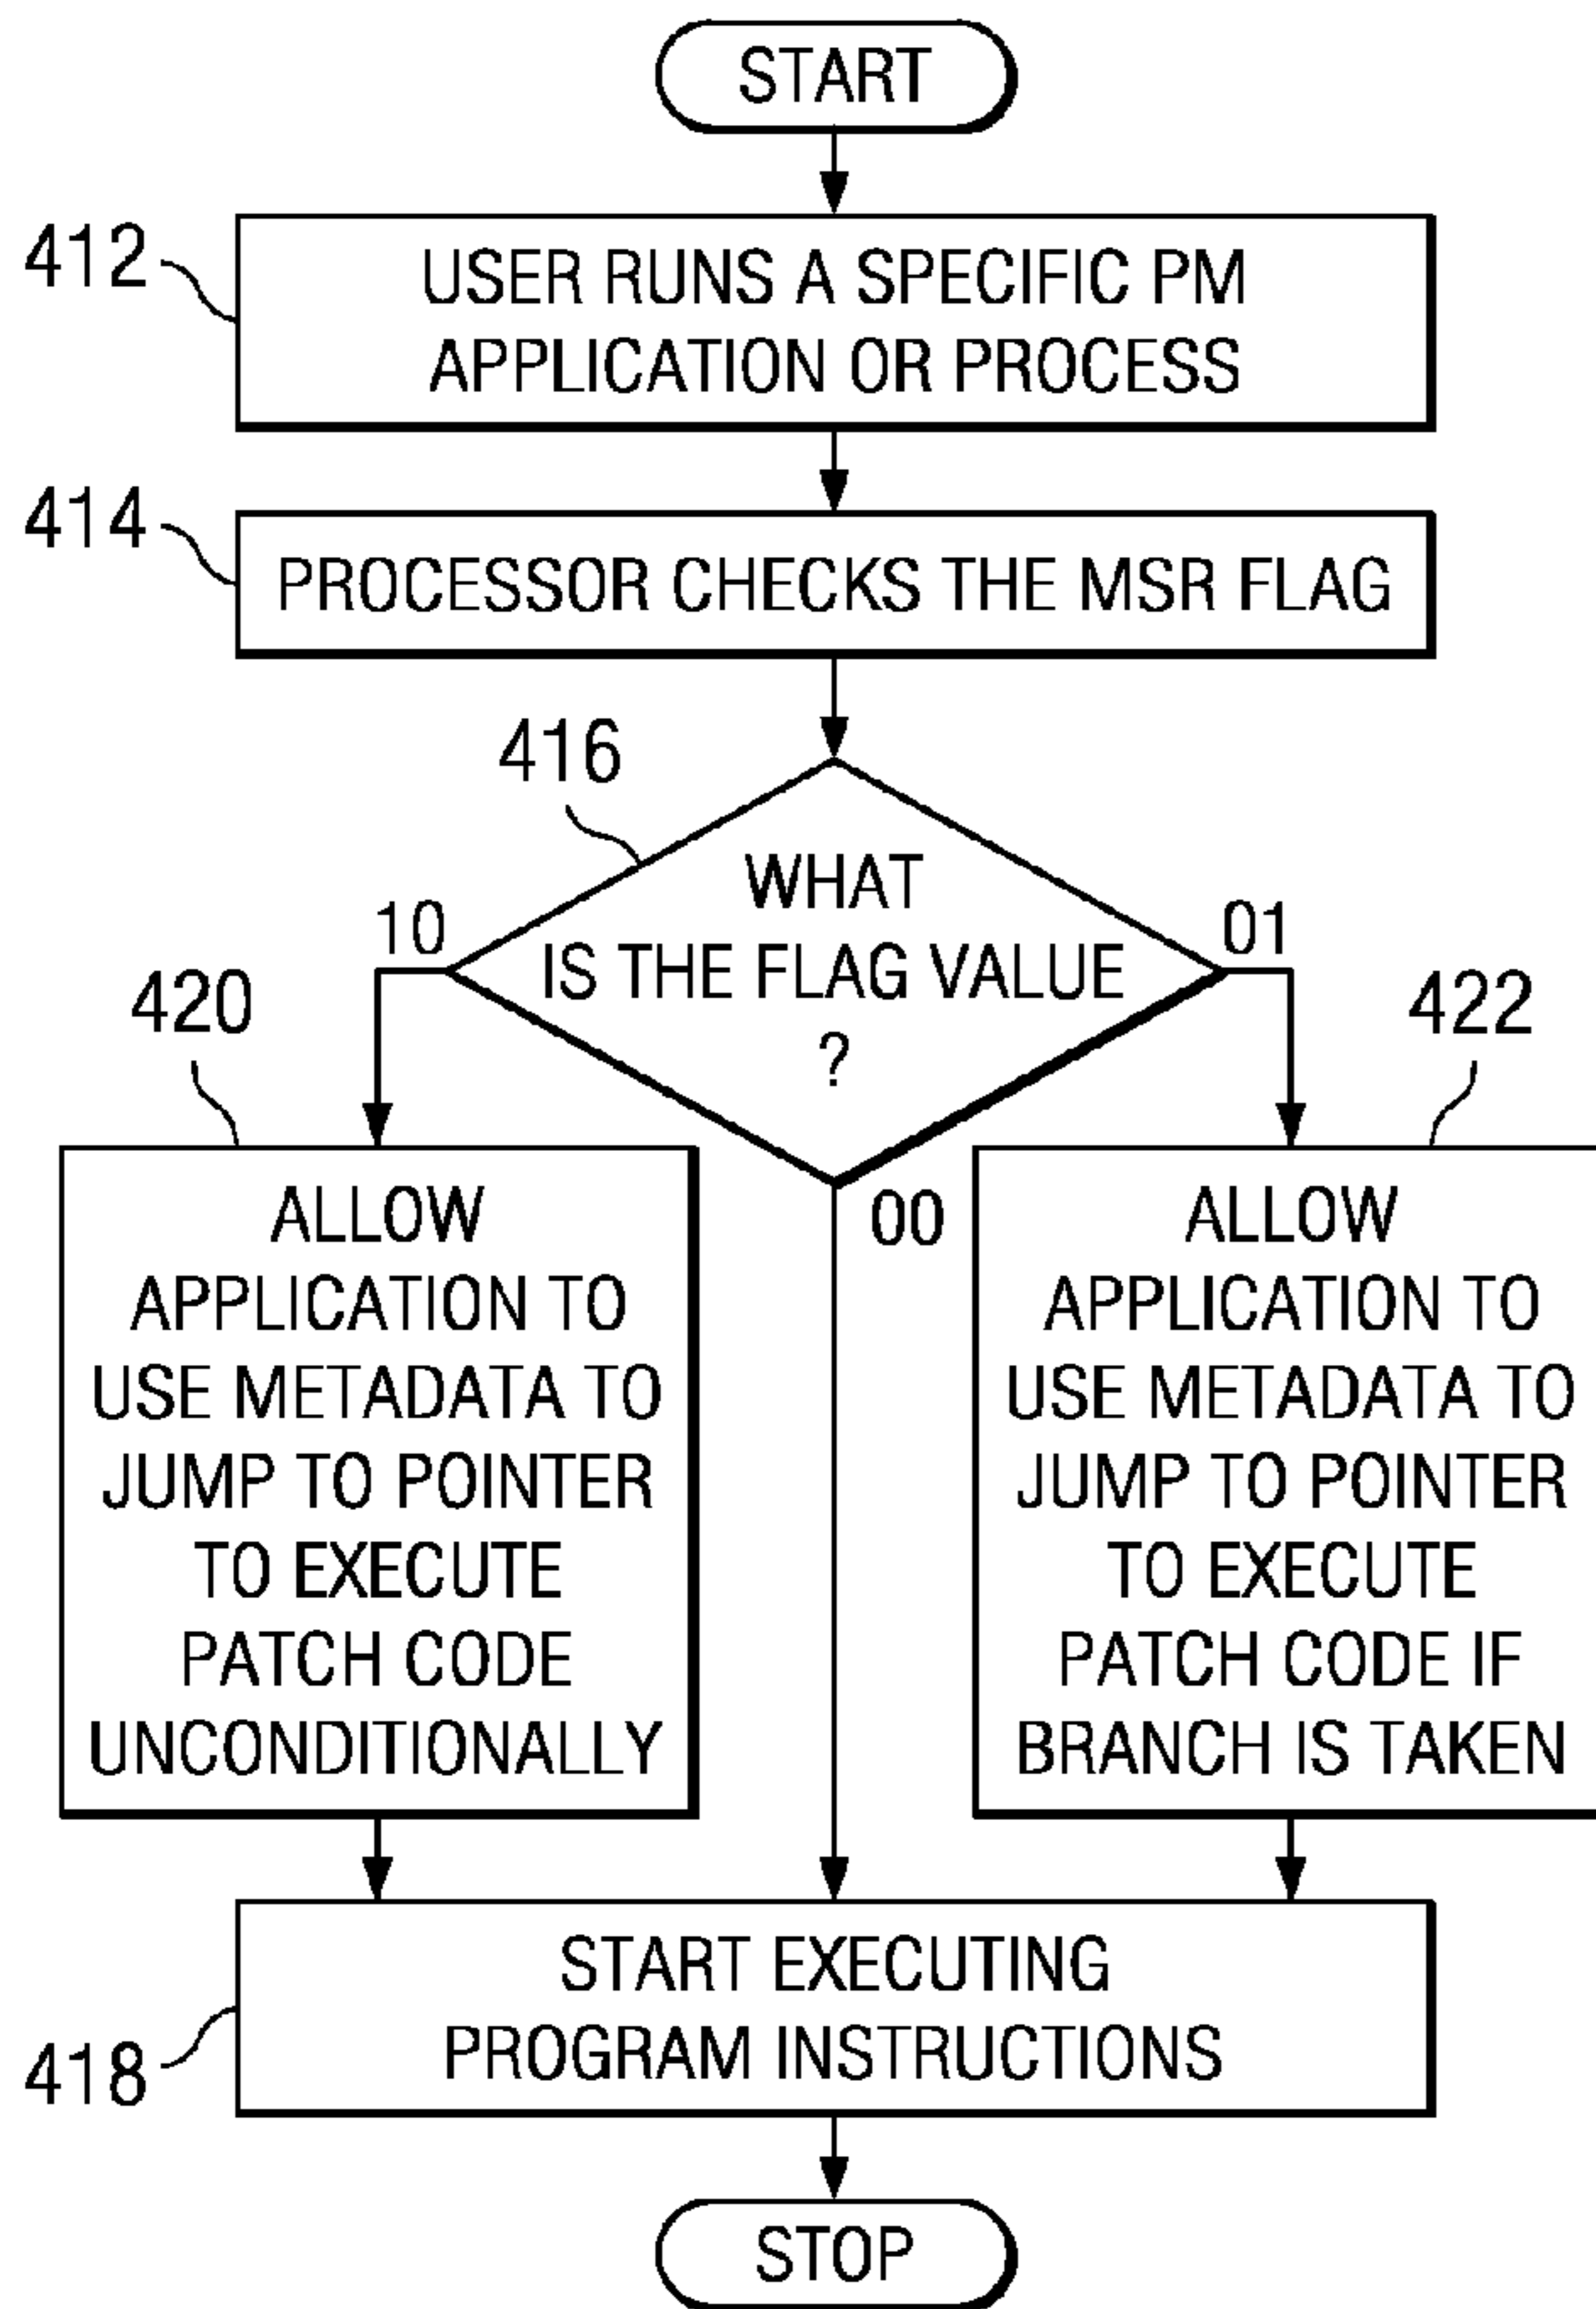 START
412
USER RUNS A SPECIFIC PM
APPLICATION OR PROCESS
414
PROCESSOR CHECKS THE MSR FLAG
416
WHAT
IS THE FLAG VALUE
?
10
01
00
420
ALLOW
APPLICATION TO
USE METADATA TO
JUMP TO POINTER
TO EXECUTE
PATCH CODE
UNCONDITIONALLY
422
ALLOW
APPLICATION TO
USE METADATA TO
JUMP TO POINTER
TO EXECUTE
PATCH CODE IF
BRANCH IS TAKEN
START EXECUTING
PROGRAM INSTRUCTIONS
418
STOP